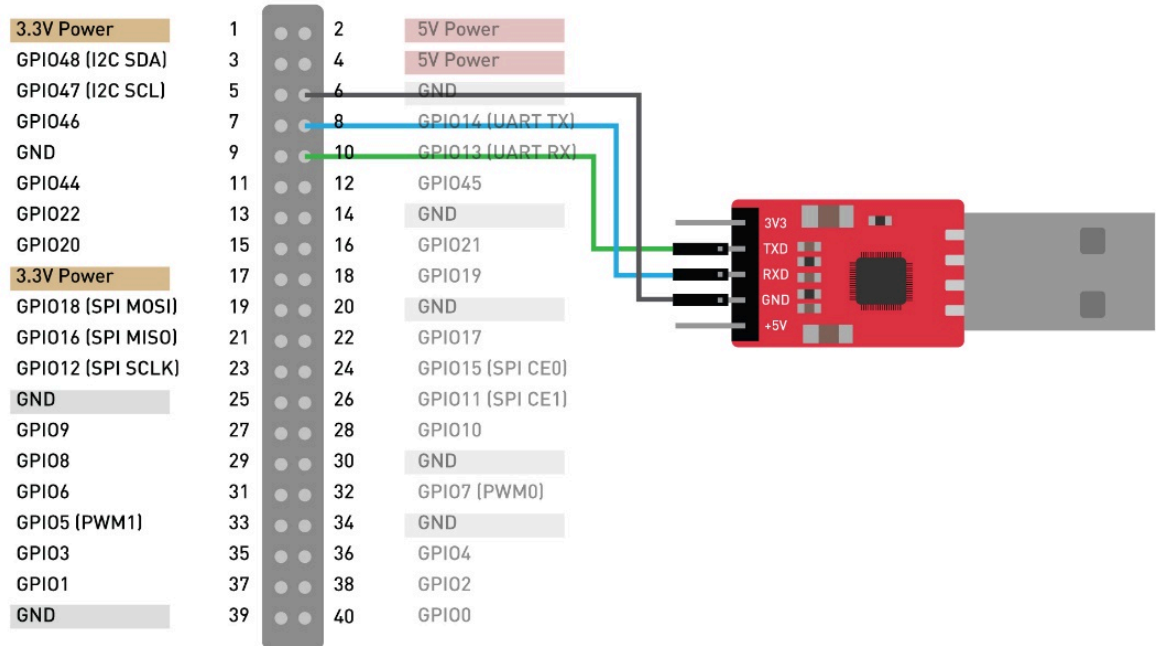 3.3V Power 1 2 5V Power
GPIO48 (I2C SDA) 3 4 5V Power
GPIO47 (I2C SCL) 5 6 GND
GPIO46 7 8 GPIO14 (UART TX)
GND 9 10 GPIO13 (UART RX)
GPIO44 11 12 GPIO45
GPIO22 13 14 GND
GPIO20 15 16 GPIO21
3.3V Power 17 18 GPIO19
GPIO18 (SPI MOSI) 19 20 GND
GPIO16 (SPI MISO) 21 22 GPIO17
GPIO12 (SPI SCLK) 23 24 GPIO15 (SPI CE0)
GND 25 26 GPIO11 (SPI CE1)
GPIO9 27 28 GPIO10
GPIO8 29 30 GND
GPIO6 31 32 GPIO7 (PWM0)
GPIO5 (PWM1) 33 34 GND
GPIO3 35 36 GPIO4
GPIO1 37 38 GPIO2
GND 39 40 GPIO0
3V3
TXD
RXD
GND
+5V